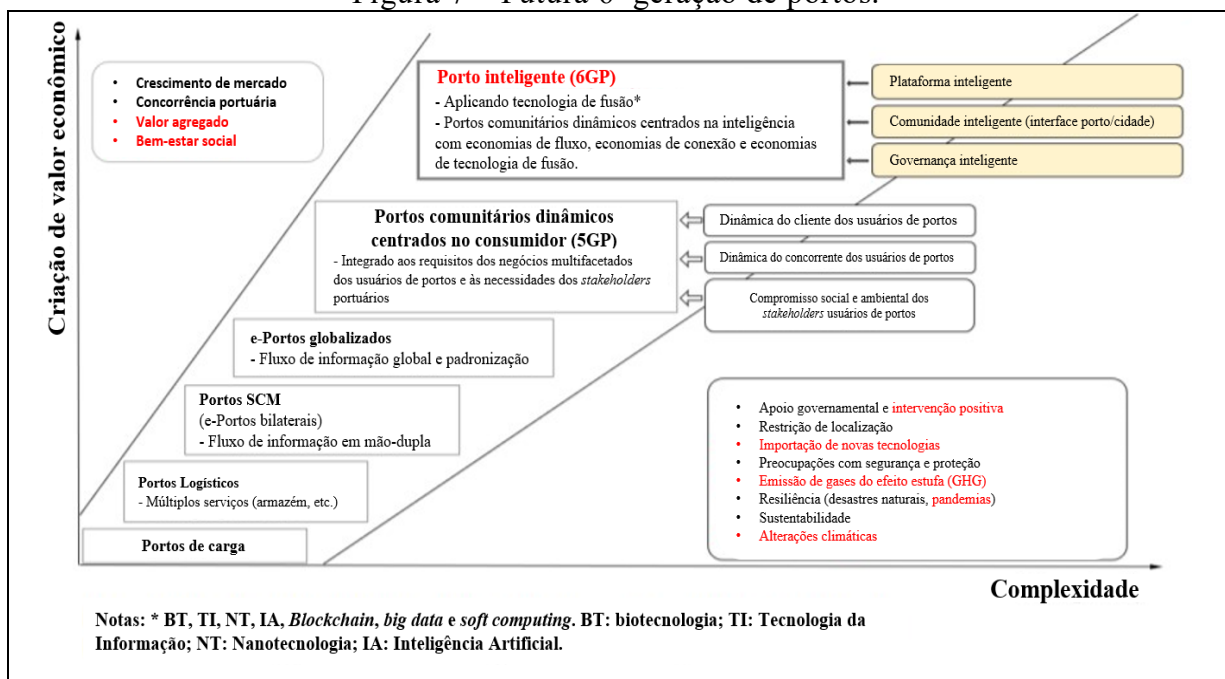 Figura 7 – Futura 6ª geração de portos.
Criação de valor econômico
• Crescimento de mercado
• Concorrência portuária
• Valor agregado
• Bem-estar social
Porto inteligente (6GP)
- Aplicando tecnologia de fusão*
- Portos comunitários dinâmicos centrados na inteligência
com economias de fluxo, economias de conexão e economias
de tecnologia de fusão.
Plataforma inteligente
Comunidade inteligente (interface porto/cidade)
Governança inteligente
Portos comunitários dinâmicos
centrados no consumidor (5GP)
- Integrado aos requisitos dos negócios multifacetados
dos usuários de portos e às necessidades dos stakeholders
portuários
Dinâmica do cliente dos usuários de portos
Dinâmica do concorrente dos usuários de portos
Compromisso social e ambiental dos
stakeholders usuários de portos
e-Portos globalizados
- Fluxo de informação global e padronização
Portos SCM
(e-Portos bilaterais)
- Fluxo de informação em mão-dupla
Portos Logísticos
- Múltiplos serviços (armazém, etc.)
Portos de carga
• Apoio governamental e intervenção positiva
• Restrição de localização
• Importação de novas tecnologias
• Preocupações com segurança e proteção
• Emissão de gases do efeito estufa (GHG)
• Resiliência (desastres naturais, pandemias)
• Sustentabilidade
• Alterações climáticas
Complexidade
Notas: * BT, TI, NT, IA, Blockchain, big data e soft computing. BT: biotecnologia; TI: Tecnologia da
Informação; NT: Nanotecnologia; IA: Inteligência Artificial.